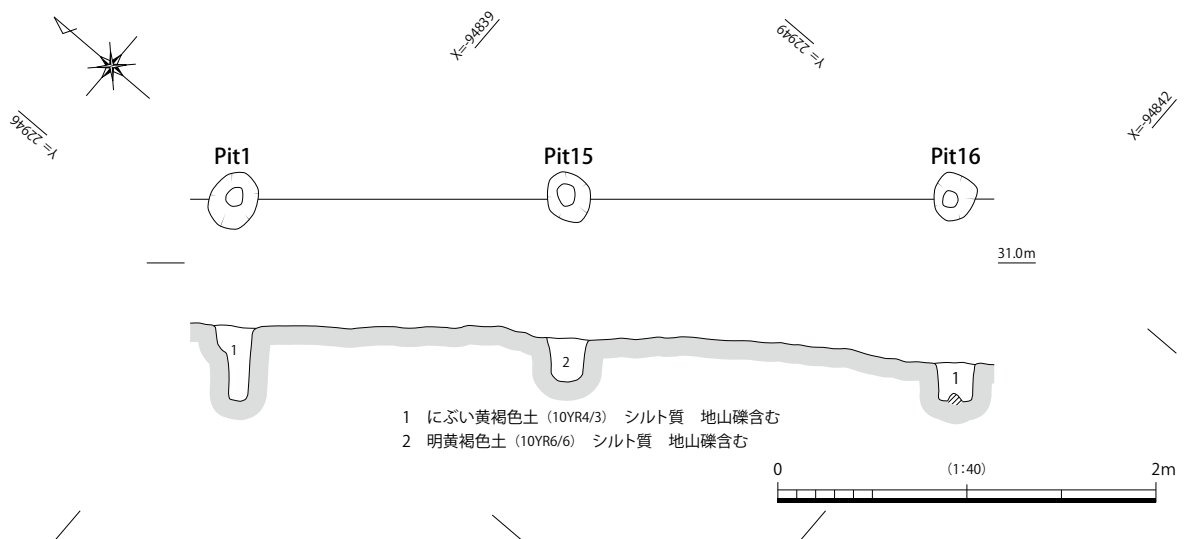 X=-94839
Y= 22949
X=-94842
Y= 22946
Pit1
Pit15
Pit16
31.0m
1
2
1
1 にぶい黄褐色土 (10YR4/3) シルト質 地山礫含む
2 明黄褐色土 (10YR6/6) シルト質 地山礫含む
0
(1:40)
2m